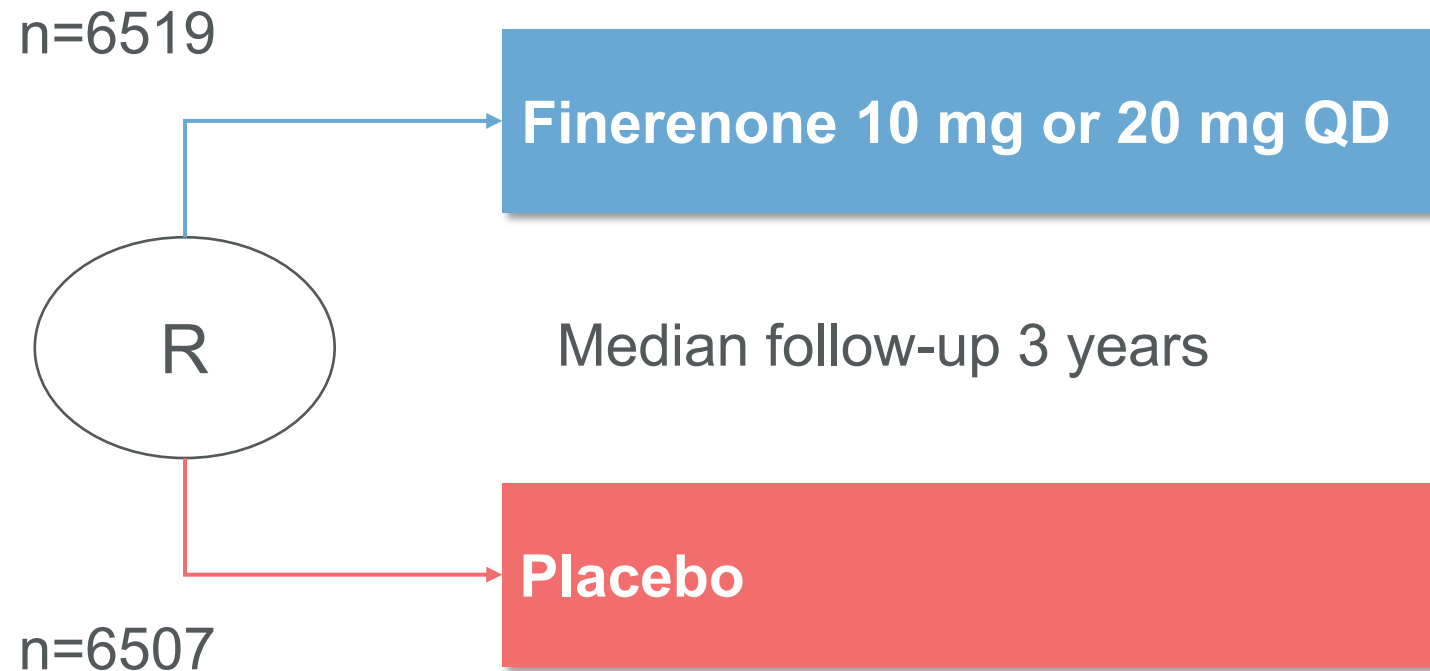 n=6519
Finerenone 10 mg or 20 mg QD
R
Median follow-up 3 years
Placebo
n=6507